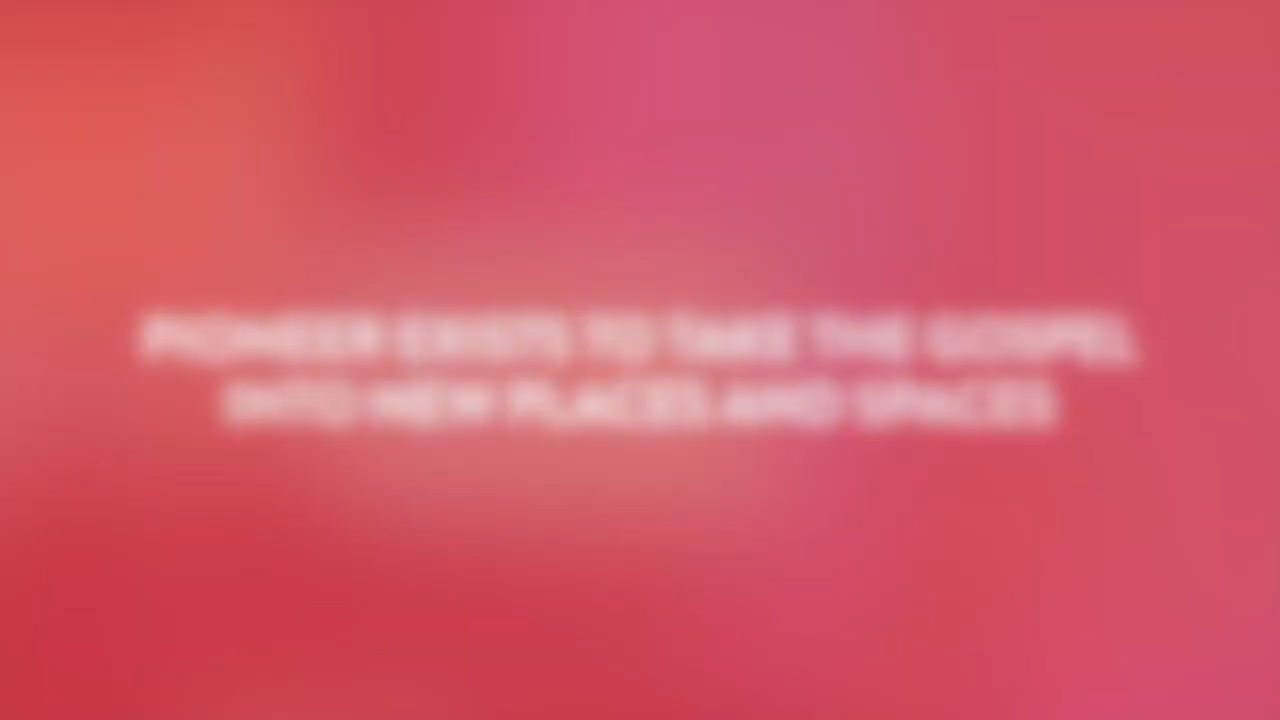 PIONEER EXISTS TO TAKE THE GOSPEL
INTO NEW PLACES AND SPACES